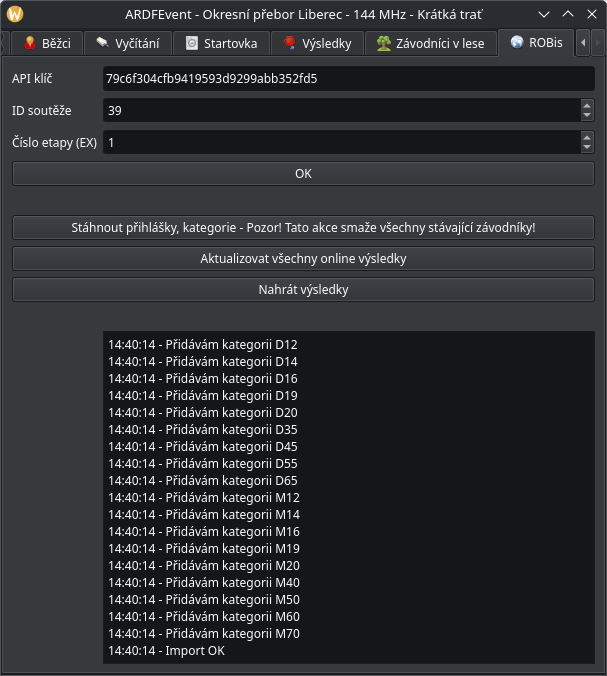 W
ARDFEvent - Okresní přebor Liberec - 144 MHz - Krátká trať
Běžci
Vyčítání
Startovka
Výsledky
Závodníci v lese
ROBis
API klíč
79c6f304cfb9419593d9299abb352fd5
ID soutěže
39
Číslo etapy (EX)
1
OK
Stáhnout přihlášky, kategorie - Pozor! Tato akce smaže všechny stávající závodníky!
Aktualizovat všechny online výsledky
Nahrát výsledky
14:40:14 - Přidávám kategorii D12
14:40:14 - Přidávám kategorii D14
14:40:14 - Přidávám kategorii D16
14:40:14 - Přidávám kategorii D19
14:40:14 - Přidávám kategorii D20
14:40:14 - Přidávám kategorii D35
14:40:14 - Přidávám kategorii D45
14:40:14 - Přidávám kategorii D55
14:40:14 - Přidávám kategorii D65
14:40:14 - Přidávám kategorii M12
14:40:14 - Přidávám kategorii M14
14:40:14 - Přidávám kategorii M16
14:40:14 - Přidávám kategorii M19
14:40:14 - Přidávám kategorii M20
14:40:14 - Přidávám kategorii M40
14:40:14 - Přidávám kategorii M50
14:40:14 - Přidávám kategorii M60
14:40:14 - Přidávám kategorii M70
14:40:14 - Import OK